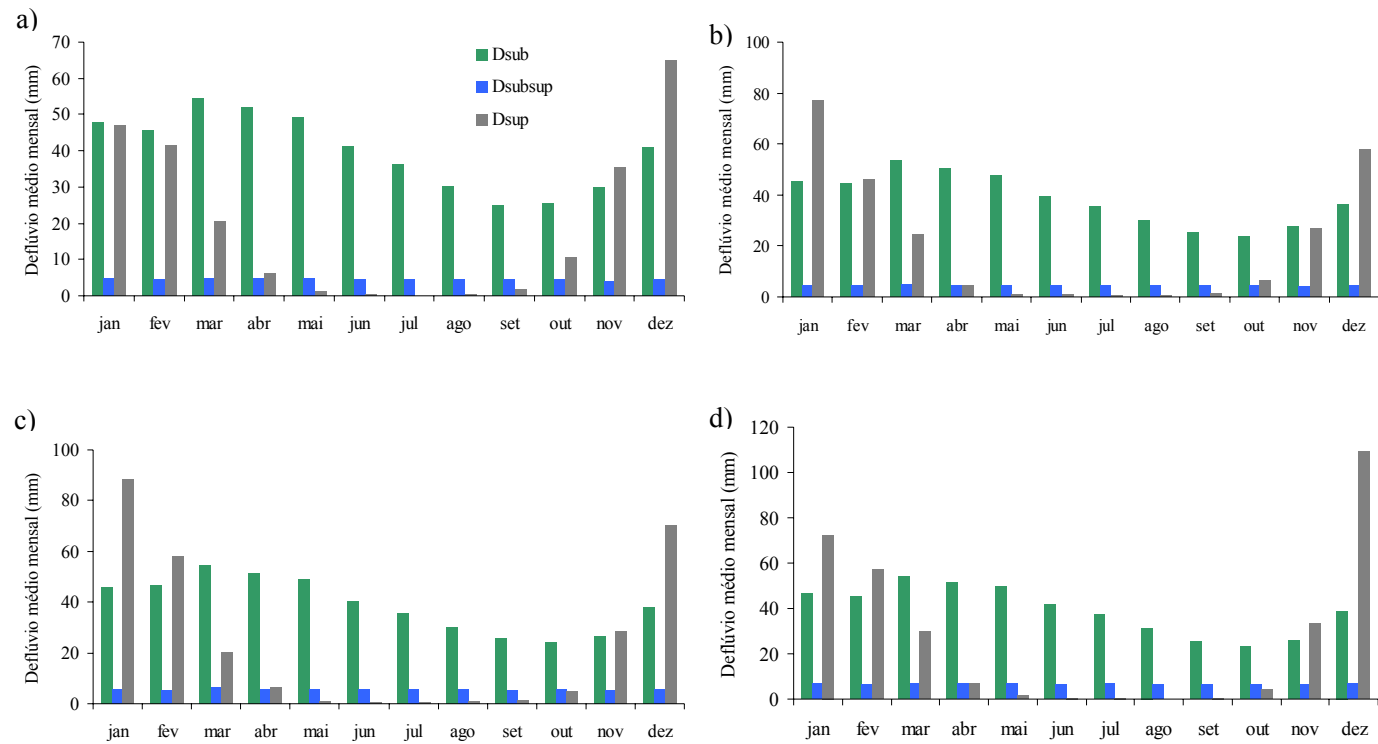 a)
Deflúvio médio mensal (mm)
70
60
50
40
30
20
10
0
Dsub
Dsubsup
Dsup
jan fev mar abr mai jun jul ago set out nov dez
b)
Deflúvio médio mensal (mm)
100
80
60
40
20
0
jan fev mar abr mai jun jul ago set out nov dez
c)
Deflúvio médio mensal (mm)
100
80
60
40
20
0
jan fev mar abr mai jun jul ago set out nov dez
d)
Deflúvio médio mensal (mm)
120
100
80
60
40
20
0
jan fev mar abr mai jun jul ago set out nov dez